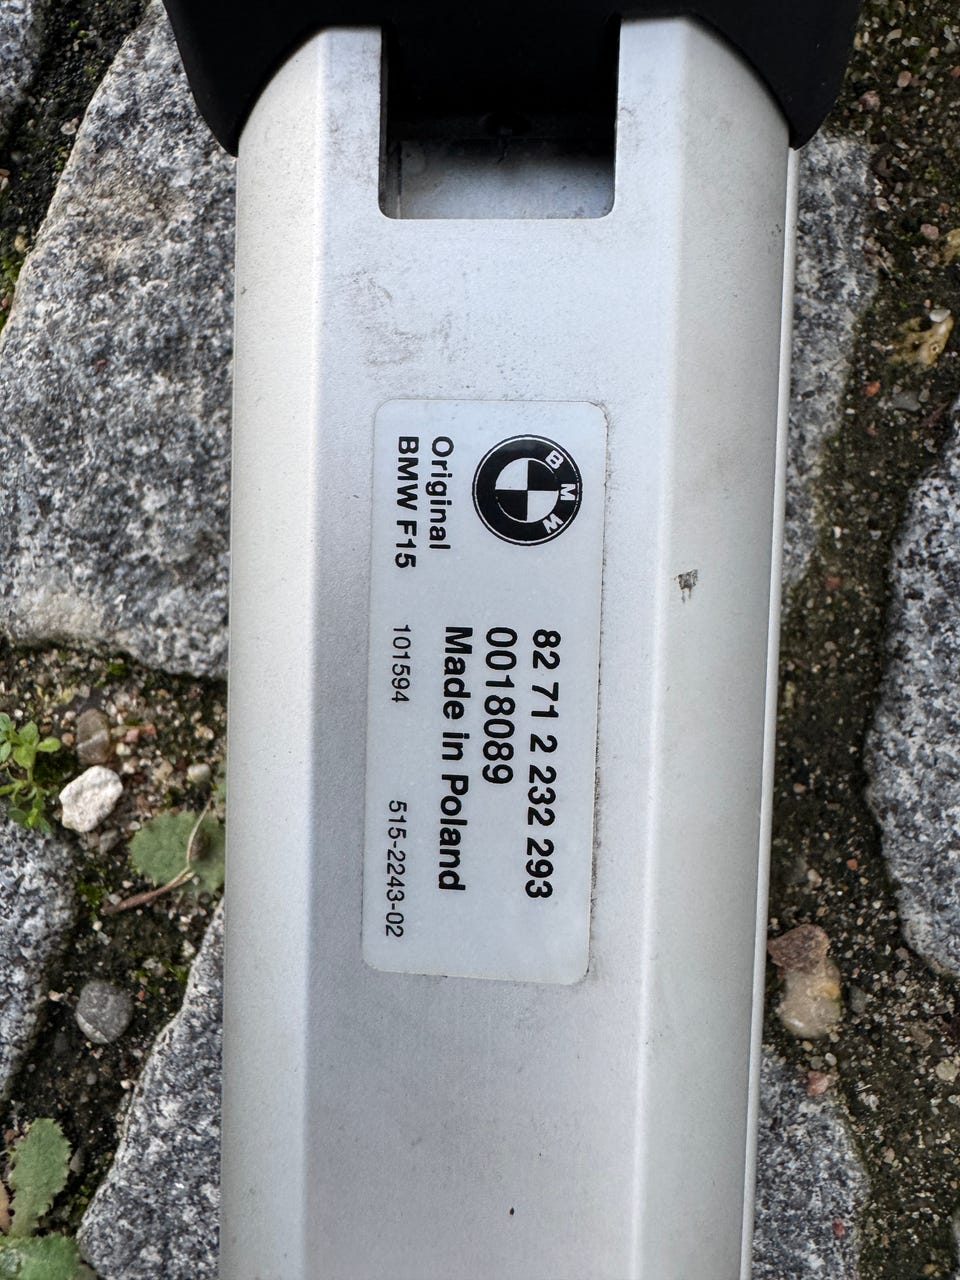 BMW
Original
BMW F15
82 71 2 232 293
0018089
Made in Poland
101594
515-2243-02